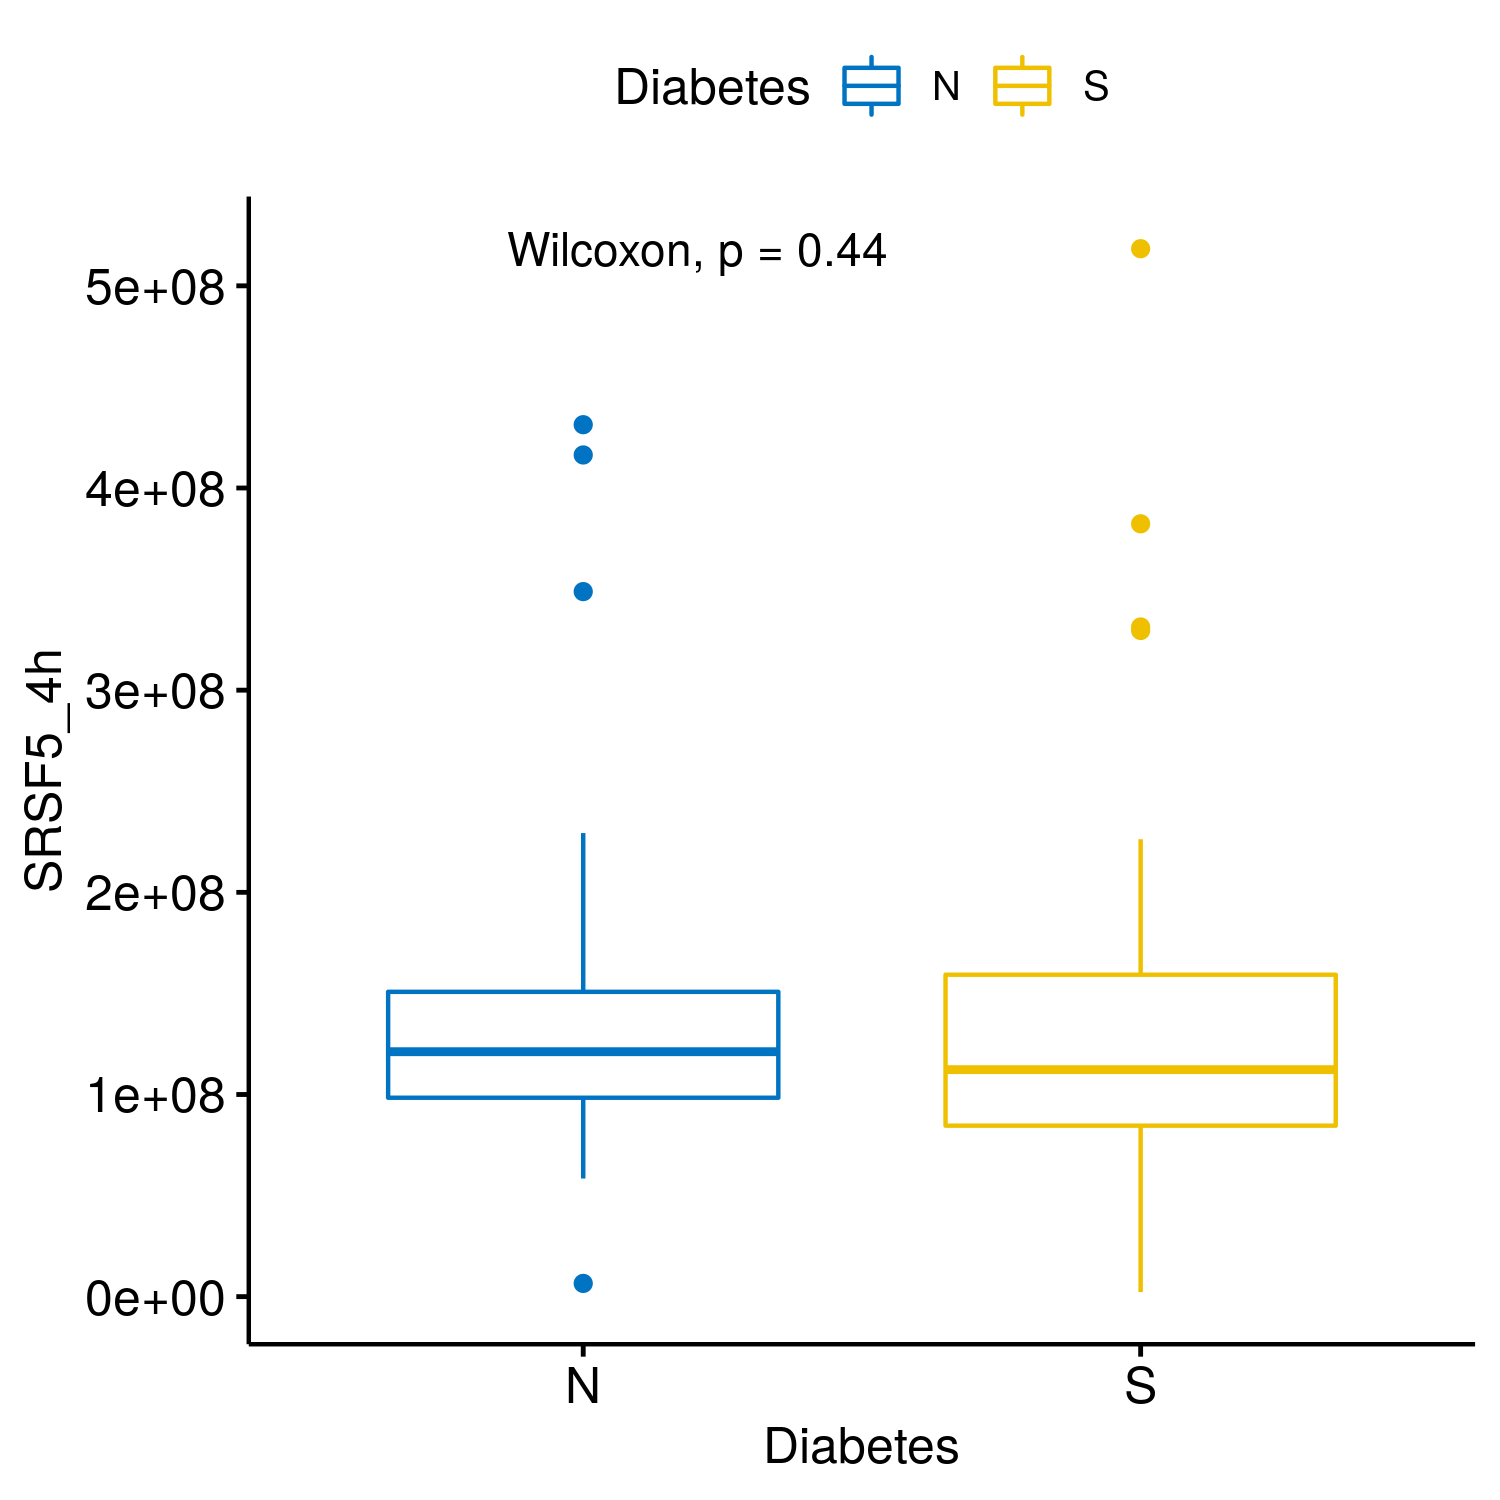 Diabetes N S
Wilcoxon, p = 0.44
5e+08
4e+08
3e+08
2e+08
1e+08
0e+00
SRSF5_4h
N S
Diabetes